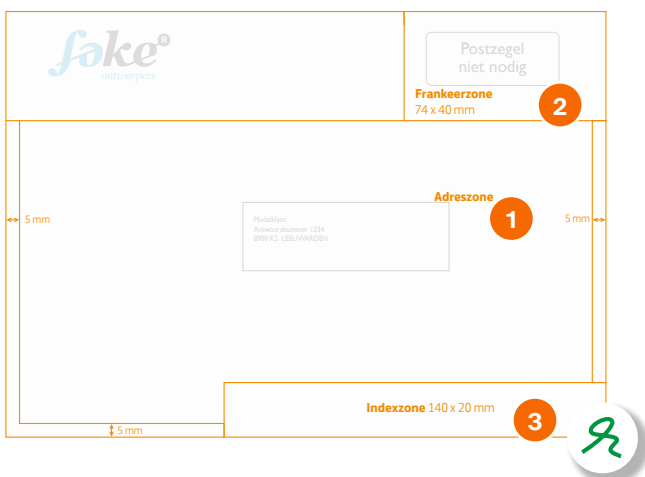 føke®
ontwerpers
Postzegel
niet nodig
Frankeerzone
74 x 40 mm
2
Adreszone
1
5 mm
5 mm
Modelklant
Antwoordnummer 1234
8900 KS LEEUWARDEN
Indexzone 140 x 20 mm
3
5 mm